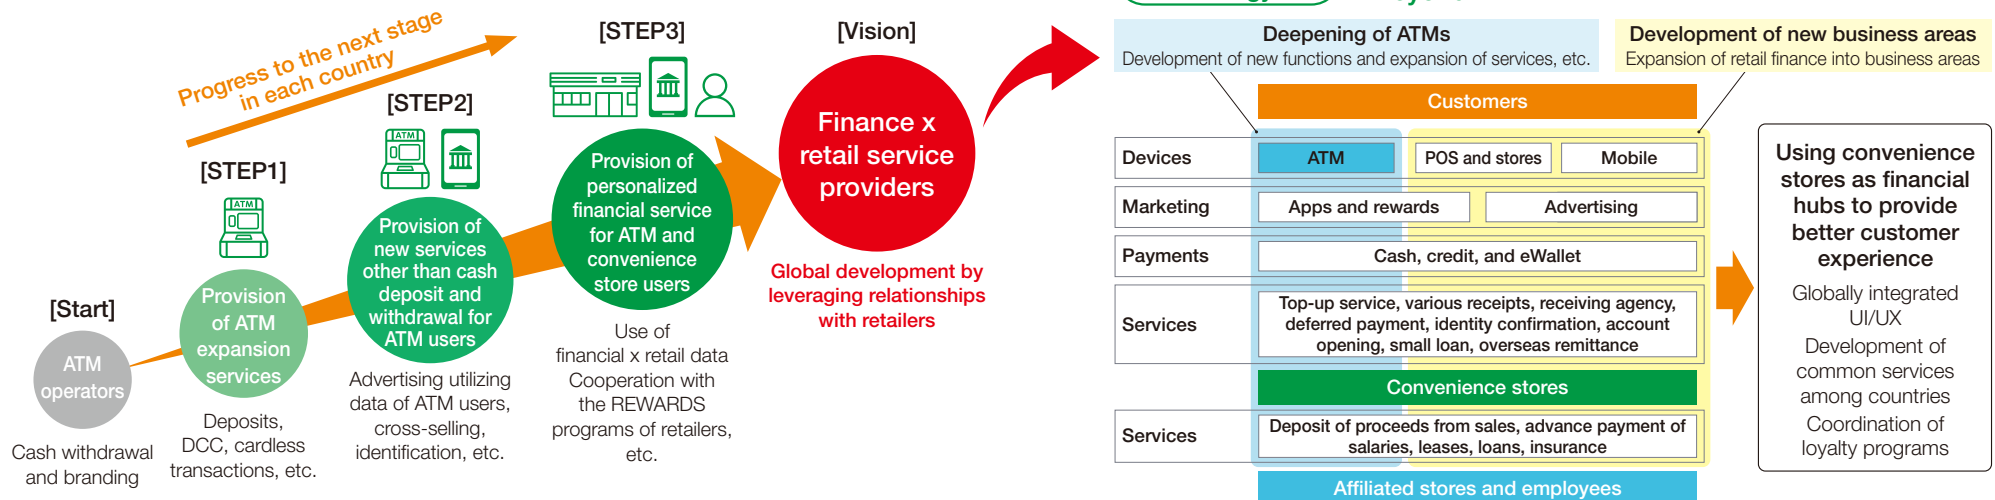 Progress to the next stage
in each country
[Start]
ATM
operators
Cash withdrawal
and branding
[STEP1]
ATM
Provision
of ATM
expansion
services
Deposits,
DCC, cardless
transactions, etc.
[STEP2]
ATM
Provision of
new services
other than cash
deposit and
withdrawal for
ATM users
Advertising utilizing
data of ATM users,
cross-selling,
identification, etc.
[STEP3]
Provision of
personalized
financial service
for ATM and
convenience
store users
Use of
financial x retail data
Cooperation with
the REWARDS
programs of retailers,
etc.
[Vision]
Finance x
retail service
providers
Global development by
leveraging relationships
with retailers
Deepening of ATMs
Development of new functions and expansion of services, etc.
Development of new business areas
Expansion of retail finance into business areas
Customers
Devices
ATM
POS and stores
Mobile
Marketing
Apps and rewards
Advertising
Payments
Cash, credit, and eWallet
Services
Top-up service, various receipts, receiving agency,
deferred payment, identity confirmation, account
opening, small loan, overseas remittance
Convenience stores
Services
Deposit of proceeds from sales, advance payment of
salaries, leases, loans, insurance
Affiliated stores and employees
Using convenience
stores as financial
hubs to provide
better customer
experience
Globally integrated
UI/UX
Development of
common services
among countries
Coordination of
loyalty programs